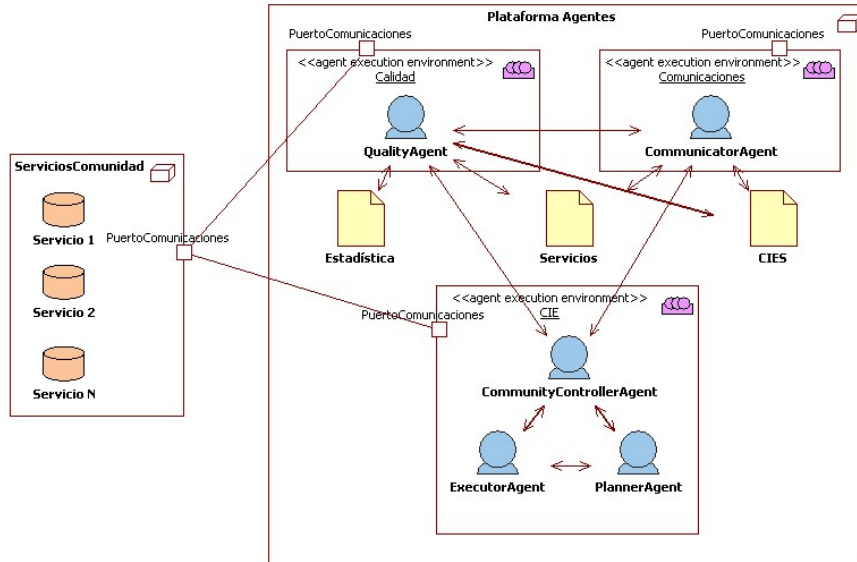 Plataforma Agentes
PuertoComunicaciones
PuertoComunicaciones
<<agent execution environment>>
Calidad
<<agent execution environment>>
Comunicaciones
QualityAgent
CommunicatorAgent
ServiciosComunidad
Servicio 1
PuertoComunicaciones
Estadística
Servicios
CIES
Servicio 2
<<agent execution environment>>
CIE
PuertoComunicaciones
Servicio N
CommunityControllerAgent
ExecutorAgent
PlannerAgent